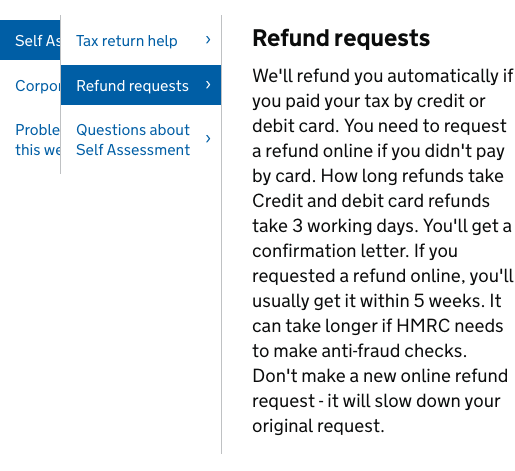 Self As
Corpo
Proble
this we
Tax return help
Refund requests
Questions about
Self Assessment
Refund requests
We'll refund you automatically if
you paid your tax by credit or
debit card. You need to request
a refund online if you didn't pay
by card. How long refunds take
Credit and debit card refunds
take 3 working days. You'll get a
confirmation letter. If you
requested a refund online, you'll
usually get it within 5 weeks. It
can take longer if HMRC needs
to make anti-fraud checks.
Don't make a new online refund
request - it will slow down your
original request.